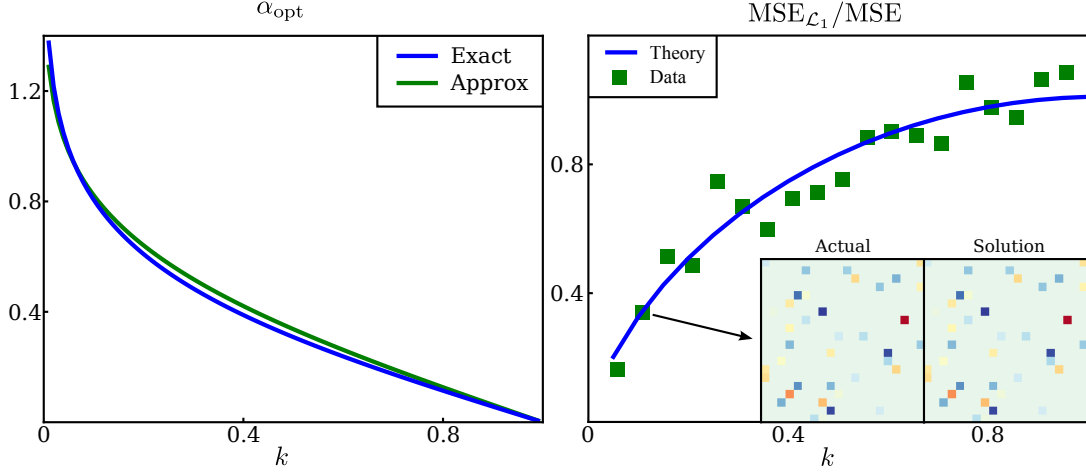 α_opt
Exact
Approx
1.2
0.8
0.4
0
0.4
0.8
k
MSE_{ℒ₁}/MSE
Theory
Data
0.8
0.4
Actual
Solution
0
0.4
0.8
k